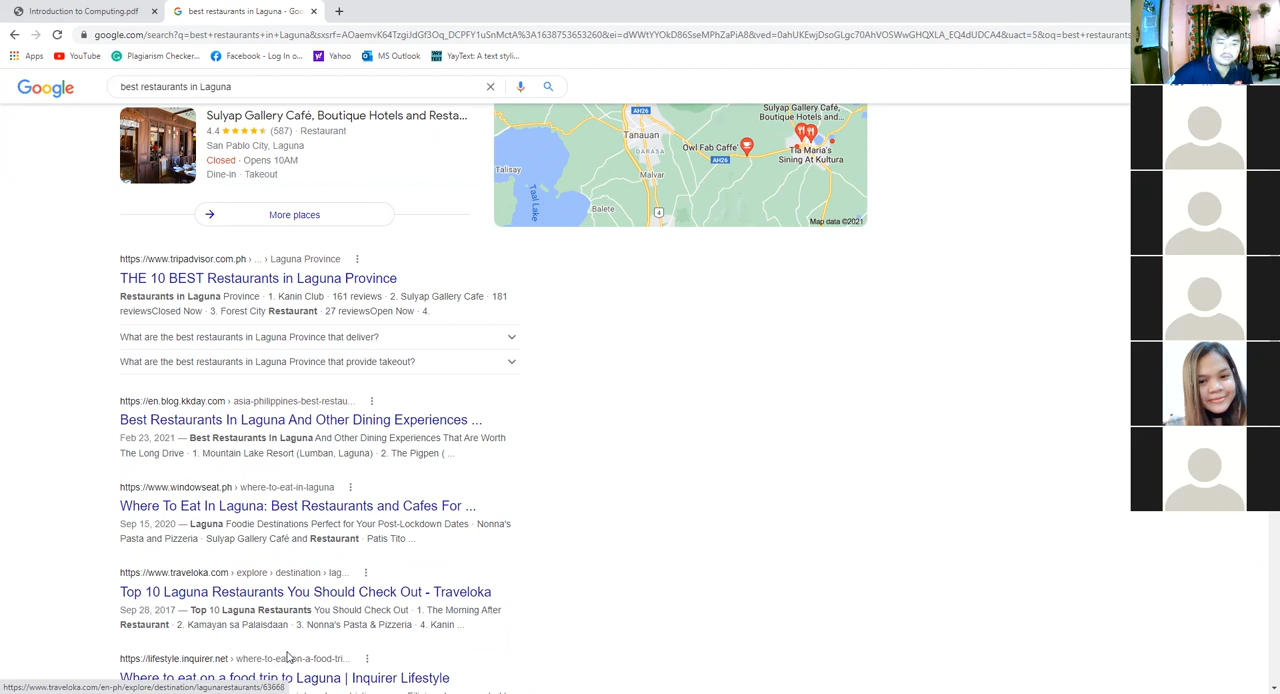 Introduction to Computing.pdf
best restaurants in Laguna - Goo
google.com/search?q=best+restaurants+in+Laguna&sxsrf=AOaemvK64TzgiJdGf3Oq_DCPFY1uSnMctA%3A1638753653260&ei=dWWtYYOkD86SseMPhZaPiA8&ved=0ahUKEwjDsoGLgc70AhVOSWwGHQXLA_EQ4dUDCA4&uact=5&oq=best+restaurants
Apps
YouTube
Plagiarism Checker...
Facebook - Log In o...
Yahoo
MS Outlook
YayText: A text styli...
Google
best restaurants in Laguna
Sulyap Gallery Café, Boutique Hotels and Resta...
4.4 (587) · Restaurant
San Pablo City, Laguna
Closed · Opens 10AM
Dine-in · Takeout
More places
AH26
Tanauan
DARASA
Malvar
Talisay
Taal Lake
Balete
4
Owl Fab Caffe'
AH26
Sulyap Gallery Café,
Boutique Hotels and...
Tia Maria's
Sining At Kultura
Map data ©2021
https://www.tripadvisor.com.ph › ... › Laguna Province
THE 10 BEST Restaurants in Laguna Province
Restaurants in Laguna Province · 1. Kanin Club · 161 reviews · 2. Sulyap Gallery Cafe · 181
reviewsClosed Now · 3. Forest City Restaurant · 27 reviewsOpen Now · 4.
What are the best restaurants in Laguna Province that deliver?
What are the best restaurants in Laguna Province that provide takeout?
https://en.blog.kkday.com › asia-philippines-best-restau...
Best Restaurants In Laguna And Other Dining Experiences ...
Feb 23, 2021 — Best Restaurants In Laguna And Other Dining Experiences That Are Worth
The Long Drive · 1. Mountain Lake Resort (Lumban, Laguna) · 2. The Pigpen ( ...
https://www.windowseat.ph › where-to-eat-in-laguna
Where To Eat In Laguna: Best Restaurants and Cafes For ...
Sep 15, 2020 — Laguna Foodie Destinations Perfect for Your Post-Lockdown Dates · Nonna's
Pasta and Pizzeria · Sulyap Gallery Café and Restaurant · Patis Tito ...
https://www.traveloka.com › explore › destination › lag...
Top 10 Laguna Restaurants You Should Check Out - Traveloka
Sep 28, 2017 — Top 10 Laguna Restaurants You Should Check Out · 1. The Morning After
Restaurant · 2. Kamayan sa Palaisdaan · 3. Nonna's Pasta & Pizzeria · 4. Kanin ...
https://lifestyle.inquirer.net › where-to-eat-on-a-food-tri...
Where to eat on a food trip to Laguna | Inquirer Lifestyle
https://www.traveloka.com/en-ph/explore/destination/lagunarestaurants/63668